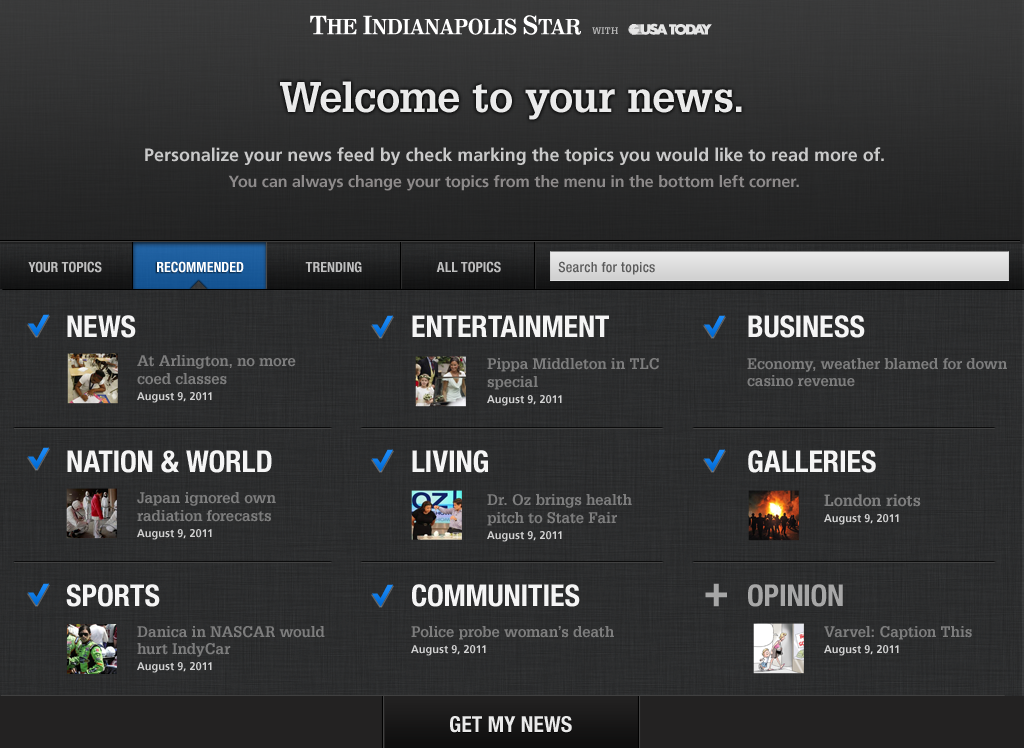 THE INDIANAPOLIS STAR WITH USA TODAY
Welcome to your news.
Personalize your news feed by check marking the topics you would like to read more of.
You can always change your topics from the menu in the bottom left corner.
YOUR TOPICS
RECOMMENDED
TRENDING
ALL TOPICS
Search for topics
NEWS
At Arlington, no more
coed classes
August 9, 2011
ENTERTAINMENT
Pippa Middleton in TLC
special
August 9, 2011
BUSINESS
Economy, weather blamed for down
casino revenue
NATION & WORLD
Japan ignored own
radiation forecasts
August 9, 2011
LIVING
OZ
Dr. Oz brings health
pitch to State Fair
August 9, 2011
GALLERIES
London riots
August 9, 2011
SPORTS
Danica in NASCAR would
hurt IndyCar
August 9, 2011
COMMUNITIES
Police probe woman's death
August 9, 2011
OPINION
Varvel: Caption This
August 9, 2011
GET MY NEWS